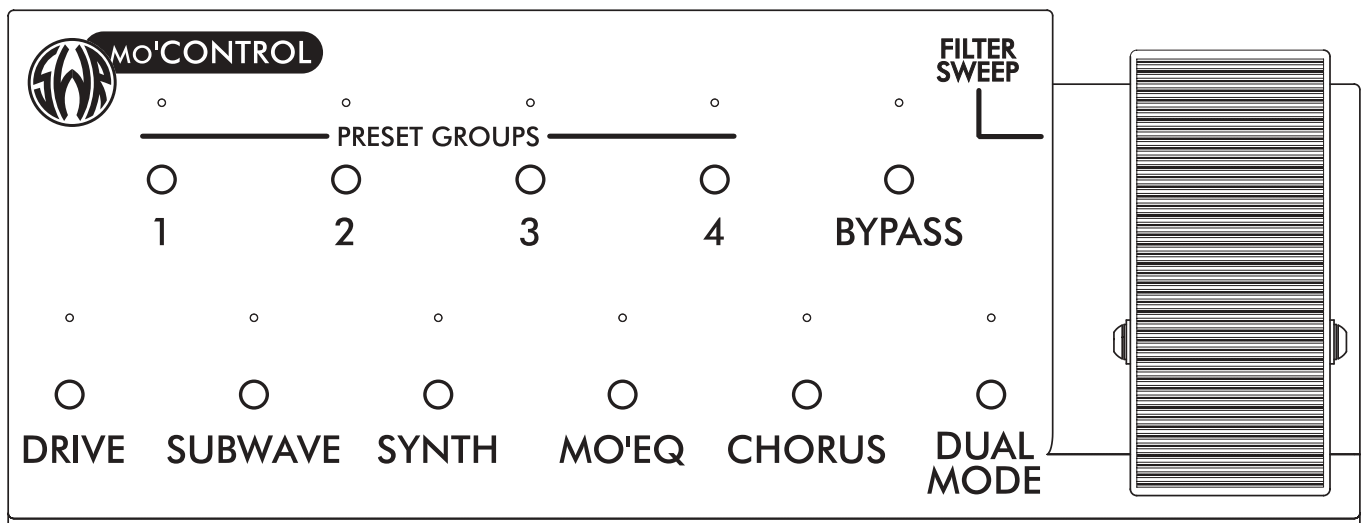 SWR MO'CONTROL
FILTER
SWEEP
PRESET GROUPS
1 2 3 4 BYPASS
DRIVE SUBWAVE SYNTH MO'EQ CHORUS DUAL
MODE